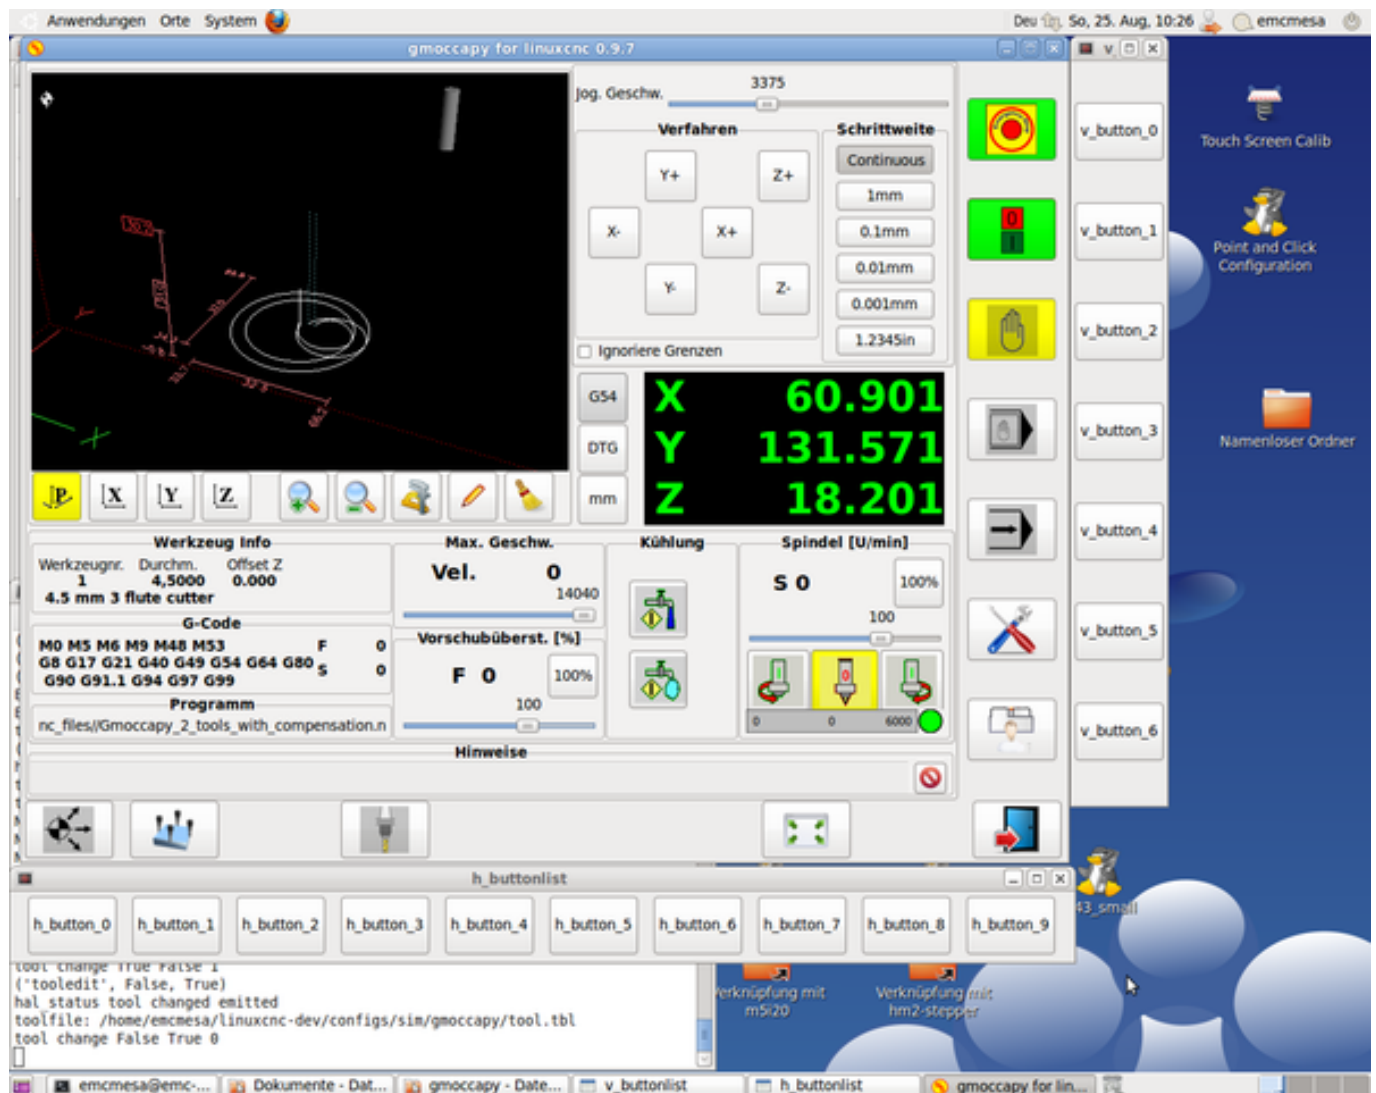 Anwendungen Orte System
Deu So, 25. Aug, 10:26 emcmesa
gmoccapy for linuxcnc 0.9.7
Jog. Geschw.
3375
Verfahren
Schrittweite
Y+
Z+
X-
X+
Y-
Z-
Continuous
1mm
0.1mm
0.01mm
0.001mm
1.2345in
Ignoriere Grenzen
G54
DTG
mm
X 60.901
Y 131.571
Z 18.201
P X Y Z
Werkzeug Info
Werkzeugnr. Durchm. Offset Z
1 4,5000 0.000
4.5 mm 3 flute cutter
G-Code
M0 M5 M6 M9 M48 M53
G8 G17 G21 G40 G49 G54 G64 G80
G90 G91.1 G94 G97 G99
F 0
S 0
Programm
nc_files//Gmoccapy_2_tools_with_compensation.n
Max. Geschw.
Vel. 0
14040
Vorschubüberst. [%]
F 0
100%
100
Kühlung
Spindel [U/min]
S 0
100%
100
0 0 6000
Hinweise
v
v_button_0
v_button_1
v_button_2
v_button_3
v_button_4
v_button_5
v_button_6
Touch Screen Calib
Point and Click
Configuration
Namenloser Ordner
43_small
h_buttonlist
h_button_0
h_button_1
h_button_2
h_button_3
h_button_4
h_button_5
h_button_6
h_button_7
h_button_8
h_button_9
tool change True False 1
('tooledit', False, True)
hal status tool changed emitted
toolfile: /home/emcmesa/linuxcnc-dev/configs/sim/gmoccapy/tool.tbl
tool change False True 0
Verknüpfung mit
m5i20
Verknüpfung mit
hm2-stepper
emcmesa@emc-...
Dokumente - Dat...
gmoccapy - Date...
v_buttonlist
h_buttonlist
gmoccapy for lin...